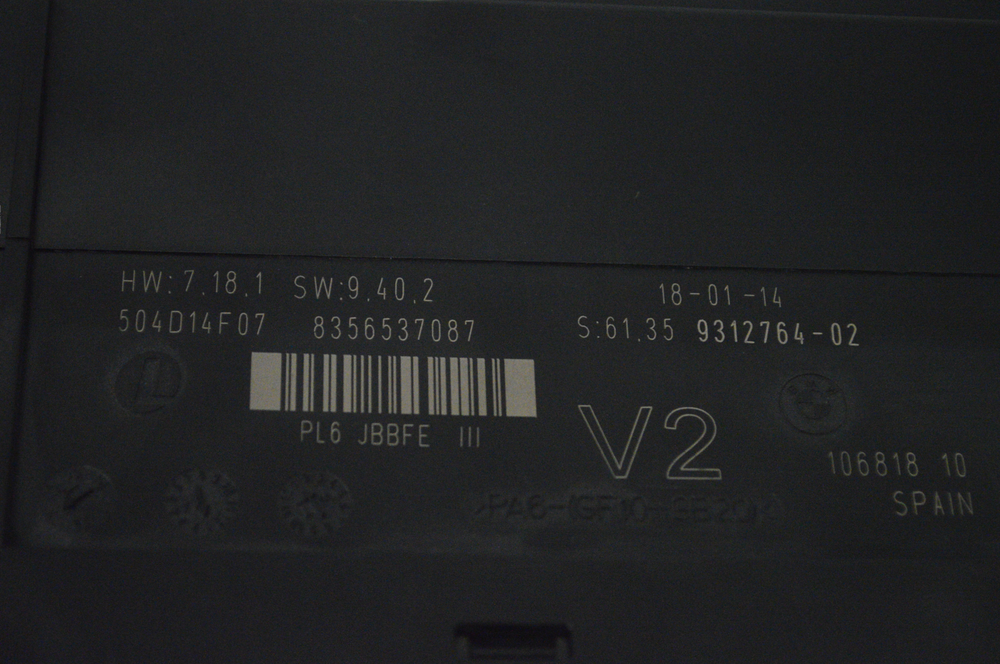 HW:7.18.1 SW:9.40.2
18-01-14
504D14F07 8356537087
S:61.35 9312764-02
PL6 JBBFE III
V2
106818 10
SPAIN